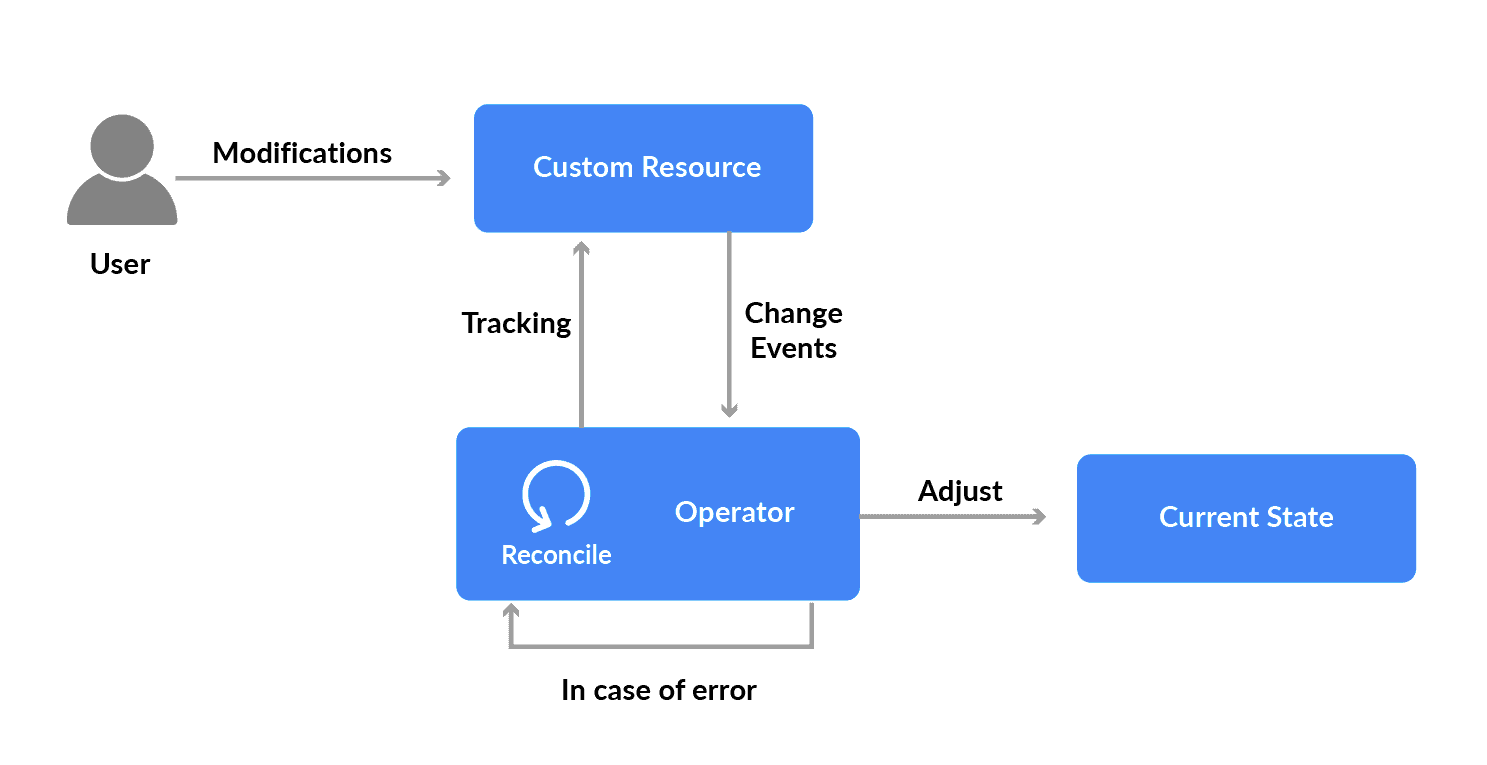 Modifications
Custom Resource
User
Tracking
Change
Events
Operator
Reconcile
Adjust
Current State
In case of error